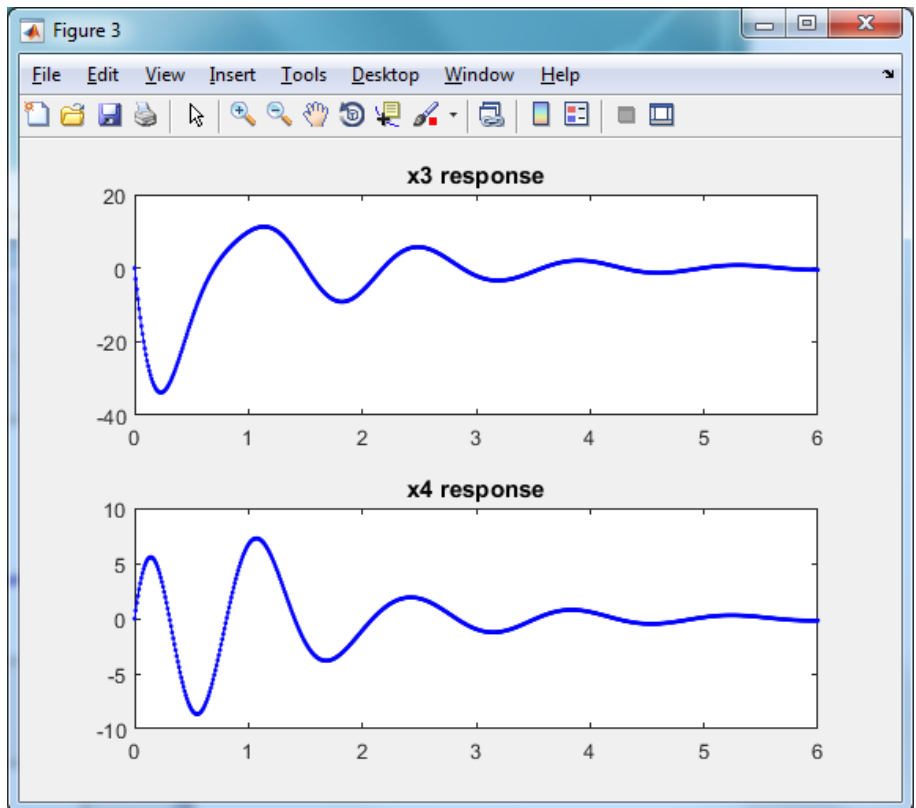 Figure 3
File Edit View Insert Tools Desktop Window Help
x3 response
20
0
-20
-40
0 1 2 3 4 5 6
x4 response
10
5
0
-5
-10
0 1 2 3 4 5 6